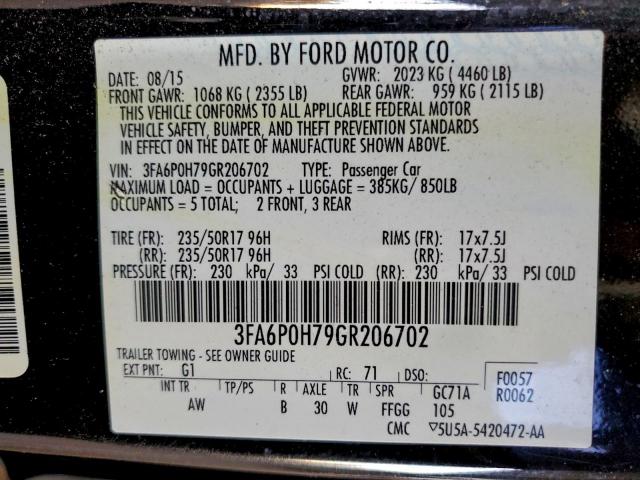 MFD. BY FORD MOTOR CO.
DATE: 08/15 GVWR: 2023 KG ( 4460 LB)
FRONT GAWR: 1068 KG ( 2355 LB) REAR GAWR: 959 KG ( 2115 LB)
THIS VEHICLE CONFORMS TO ALL APPLICABLE FEDERAL MOTOR
VEHICLE SAFETY, BUMPER, AND THEFT PREVENTION STANDARDS
IN EFFECT ON THE DATE OF MANUFACTURE SHOWN ABOVE.
VIN: 3FA6P0H79GR206702 TYPE: Passenger Car
MAXIMUM LOAD = OCCUPANTS + LUGGAGE = 385KG/ 850LB
OCCUPANTS = 5 TOTAL; 2 FRONT, 3 REAR
TIRE (FR): 235/50R17 96H RIMS (FR): 17x7.5J
(RR): 235/50R17 96H (RR): 17x7.5J
PRESSURE (FR): 230 kPa/ 33 PSI COLD (RR): 230 kPa/ 33 PSI COLD
3FA6P0H79GR206702
TRAILER TOWING - SEE OWNER GUIDE
EXT PNT: G1 RC: 71 DSO: F0057
INT TR TP/PS R AXLE TR SPR GC71A R0062
AW B 30 W FFGG 105
CMC ▽5U5A-5420472-AA